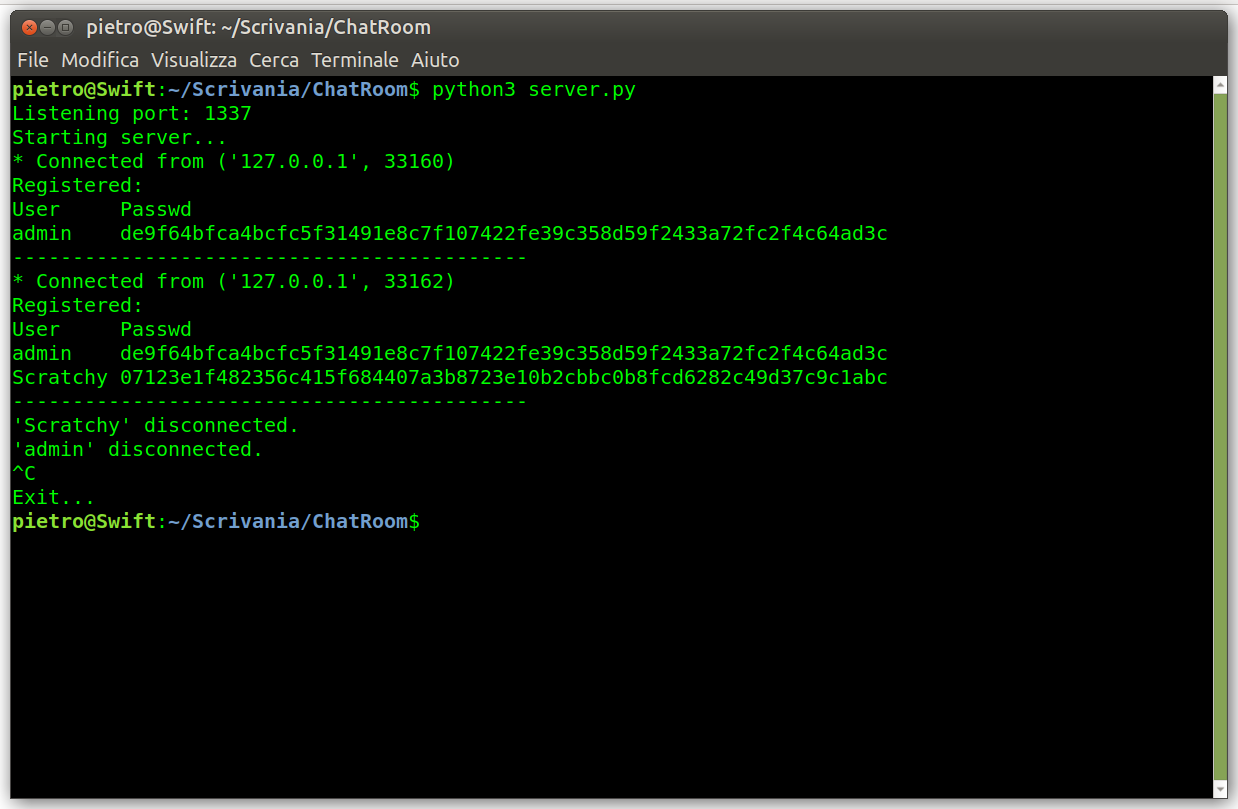 pietro@Swift: ~/Scrivania/ChatRoom
File Modifica Visualizza Cerca Terminale Aiuto
pietro@Swift:~/Scrivania/ChatRoom$ python3 server.py
Listening port: 1337
Starting server...
* Connected from ('127.0.0.1', 33160)
Registered:
User     Passwd
admin    de9f64bfca4bcfc5f31491e8c7f107422fe39c358d59f2433a72fc2f4c64ad3c
-------------------------------------------
* Connected from ('127.0.0.1', 33162)
Registered:
User     Passwd
admin    de9f64bfca4bcfc5f31491e8c7f107422fe39c358d59f2433a72fc2f4c64ad3c
Scratchy 07123e1f482356c415f684407a3b8723e10b2cbbc0b8fcd6282c49d37c9c1abc
-------------------------------------------
'Scratchy' disconnected.
'admin' disconnected.
^C
Exit...
pietro@Swift:~/Scrivania/ChatRoom$